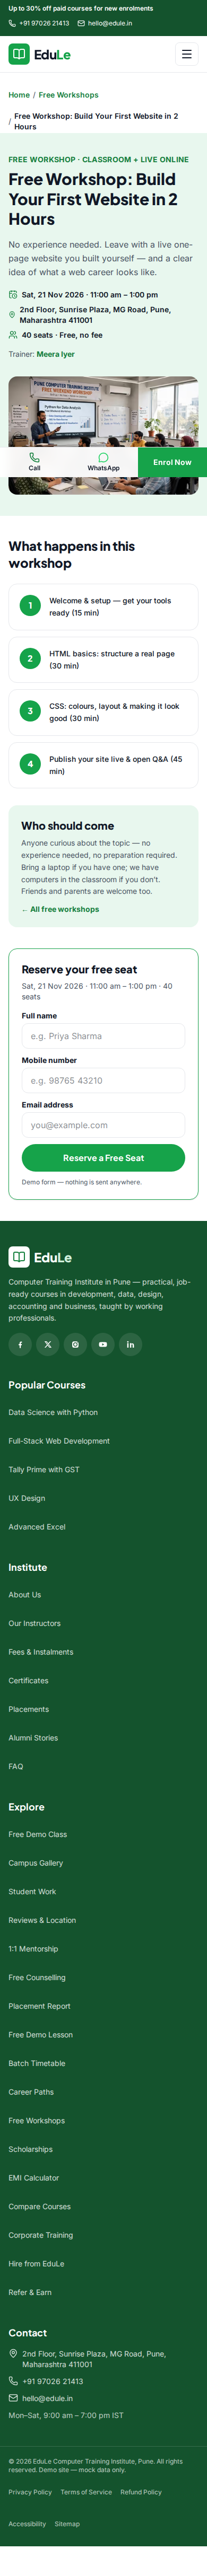 Up to 30% off paid courses for new enrolments
+91 97026 21413 hello@edule.in
EduLe
Home / Free Workshops
/ Free Workshop: Build Your First Website in 2
Hours
FREE WORKSHOP · CLASSROOM + LIVE ONLINE
Free Workshop: Build
Your First Website in 2
Hours
No experience needed. Leave with a live one-
page website you built yourself — and a clear
idea of what a web career looks like.
Sat, 21 Nov 2026 · 11:00 am – 1:00 pm
2nd Floor, Sunrise Plaza, MG Road, Pune,
Maharashtra 411001
40 seats · Free, no fee
Trainer: Meera Iyer
PUNE COMPUTER TRAINING INSTITUTE
Python for Data Analysis
Call
WhatsApp
Enrol Now
What happens in this
workshop
1 Welcome & setup — get your tools
ready (15 min)
2 HTML basics: structure a real page
(30 min)
3 CSS: colours, layout & making it look
good (30 min)
4 Publish your site live & open Q&A (45
min)
Who should come
Anyone curious about the topic — no
experience needed, no preparation required.
Bring a laptop if you have one; we have
computers in the classroom if you don't.
Friends and parents are welcome too.
← All free workshops
Reserve your free seat
Sat, 21 Nov 2026 · 11:00 am – 1:00 pm · 40
seats
Full name
e.g. Priya Sharma
Mobile number
e.g. 98765 43210
Email address
you@example.com
Reserve a Free Seat
Demo form — nothing is sent anywhere.
EduLe
Computer Training Institute in Pune — practical, job-
ready courses in development, data, design,
accounting and business, taught by working
professionals.
Popular Courses
Data Science with Python
Full-Stack Web Development
Tally Prime with GST
UX Design
Advanced Excel
Institute
About Us
Our Instructors
Fees & Instalments
Certificates
Placements
Alumni Stories
FAQ
Explore
Free Demo Class
Campus Gallery
Student Work
Reviews & Location
1:1 Mentorship
Free Counselling
Placement Report
Free Demo Lesson
Batch Timetable
Career Paths
Free Workshops
Scholarships
EMI Calculator
Compare Courses
Corporate Training
Hire from EduLe
Refer & Earn
Contact
2nd Floor, Sunrise Plaza, MG Road, Pune,
Maharashtra 411001
+91 97026 21413
hello@edule.in
Mon–Sat, 9:00 am – 7:00 pm IST
© 2026 EduLe Computer Training Institute, Pune. All rights
reserved. Demo site — mock data only.
Privacy Policy Terms of Service Refund Policy
Accessibility Sitemap